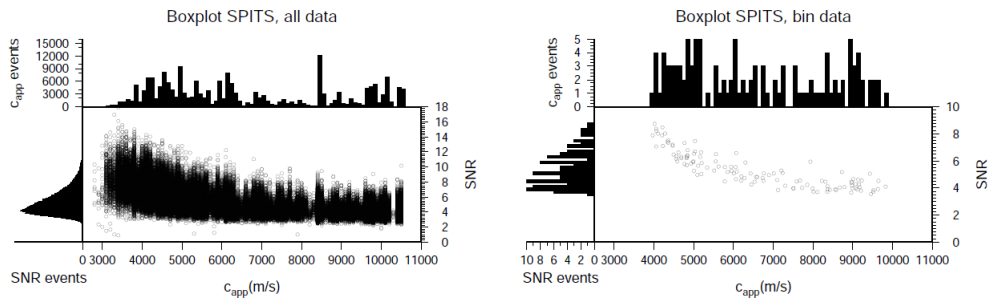 Boxplot SPITS, all data
c_app events
15000
12000
9000
6000
3000
0
18
16
14
12
10
8
6
4
2
0
SNR
0 3000 4000 5000 6000 7000 8000 9000 10000 11000
SNR events
c_app(m/s)
Boxplot SPITS, bin data
c_app events
5
4
3
2
1
0
10
8
6
4
2
0
SNR
10 8 6 4 2 0 3000 4000 5000 6000 7000 8000 9000 10000 11000
SNR events
c_app(m/s)